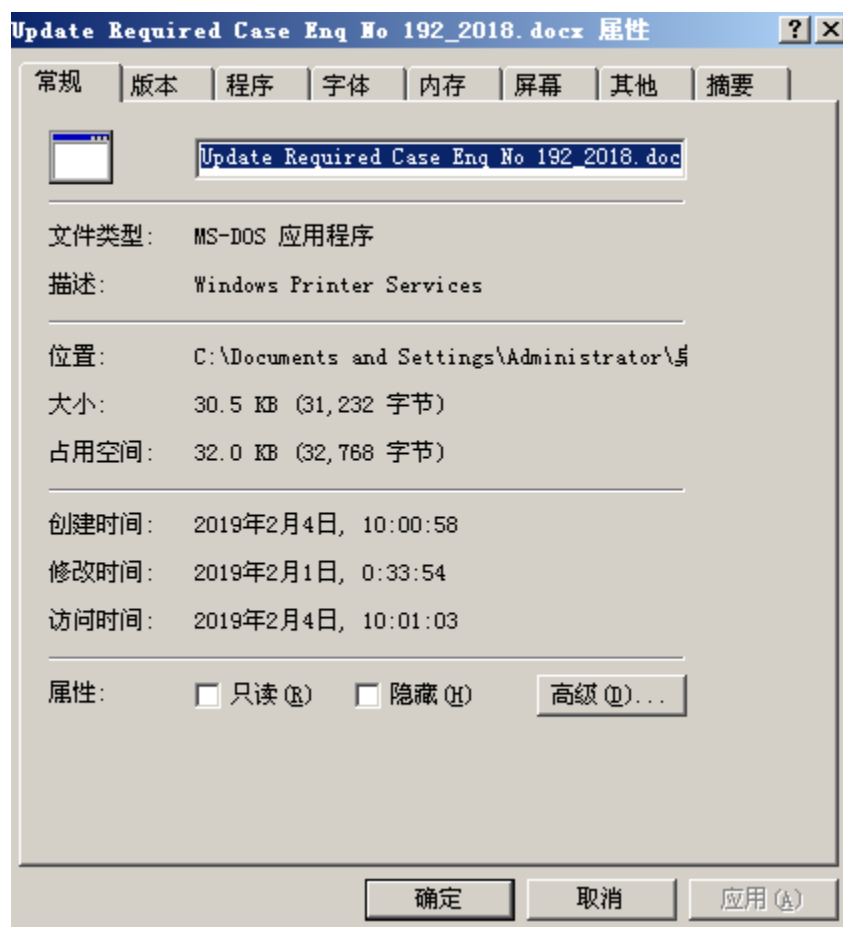 Update Required Case Enq No 192_2018.docx 属性
常规 版本 程序 字体 内存 屏幕 其他 摘要
Update Required Case Enq No 192_2018.doc
文件类型: MS-DOS 应用程序
描述: Windows Printer Services
位置: C:\Documents and Settings\Administrator\
大小: 30.5 KB (31,232 字节)
占用空间: 32.0 KB (32,768 字节)
创建时间: 2019年2月4日, 10:00:58
修改时间: 2019年2月1日, 0:33:54
访问时间: 2019年2月4日, 10:01:03
属性: 只读(R) 隐藏(H) 高级(D)...
确定 取消 应用(A)